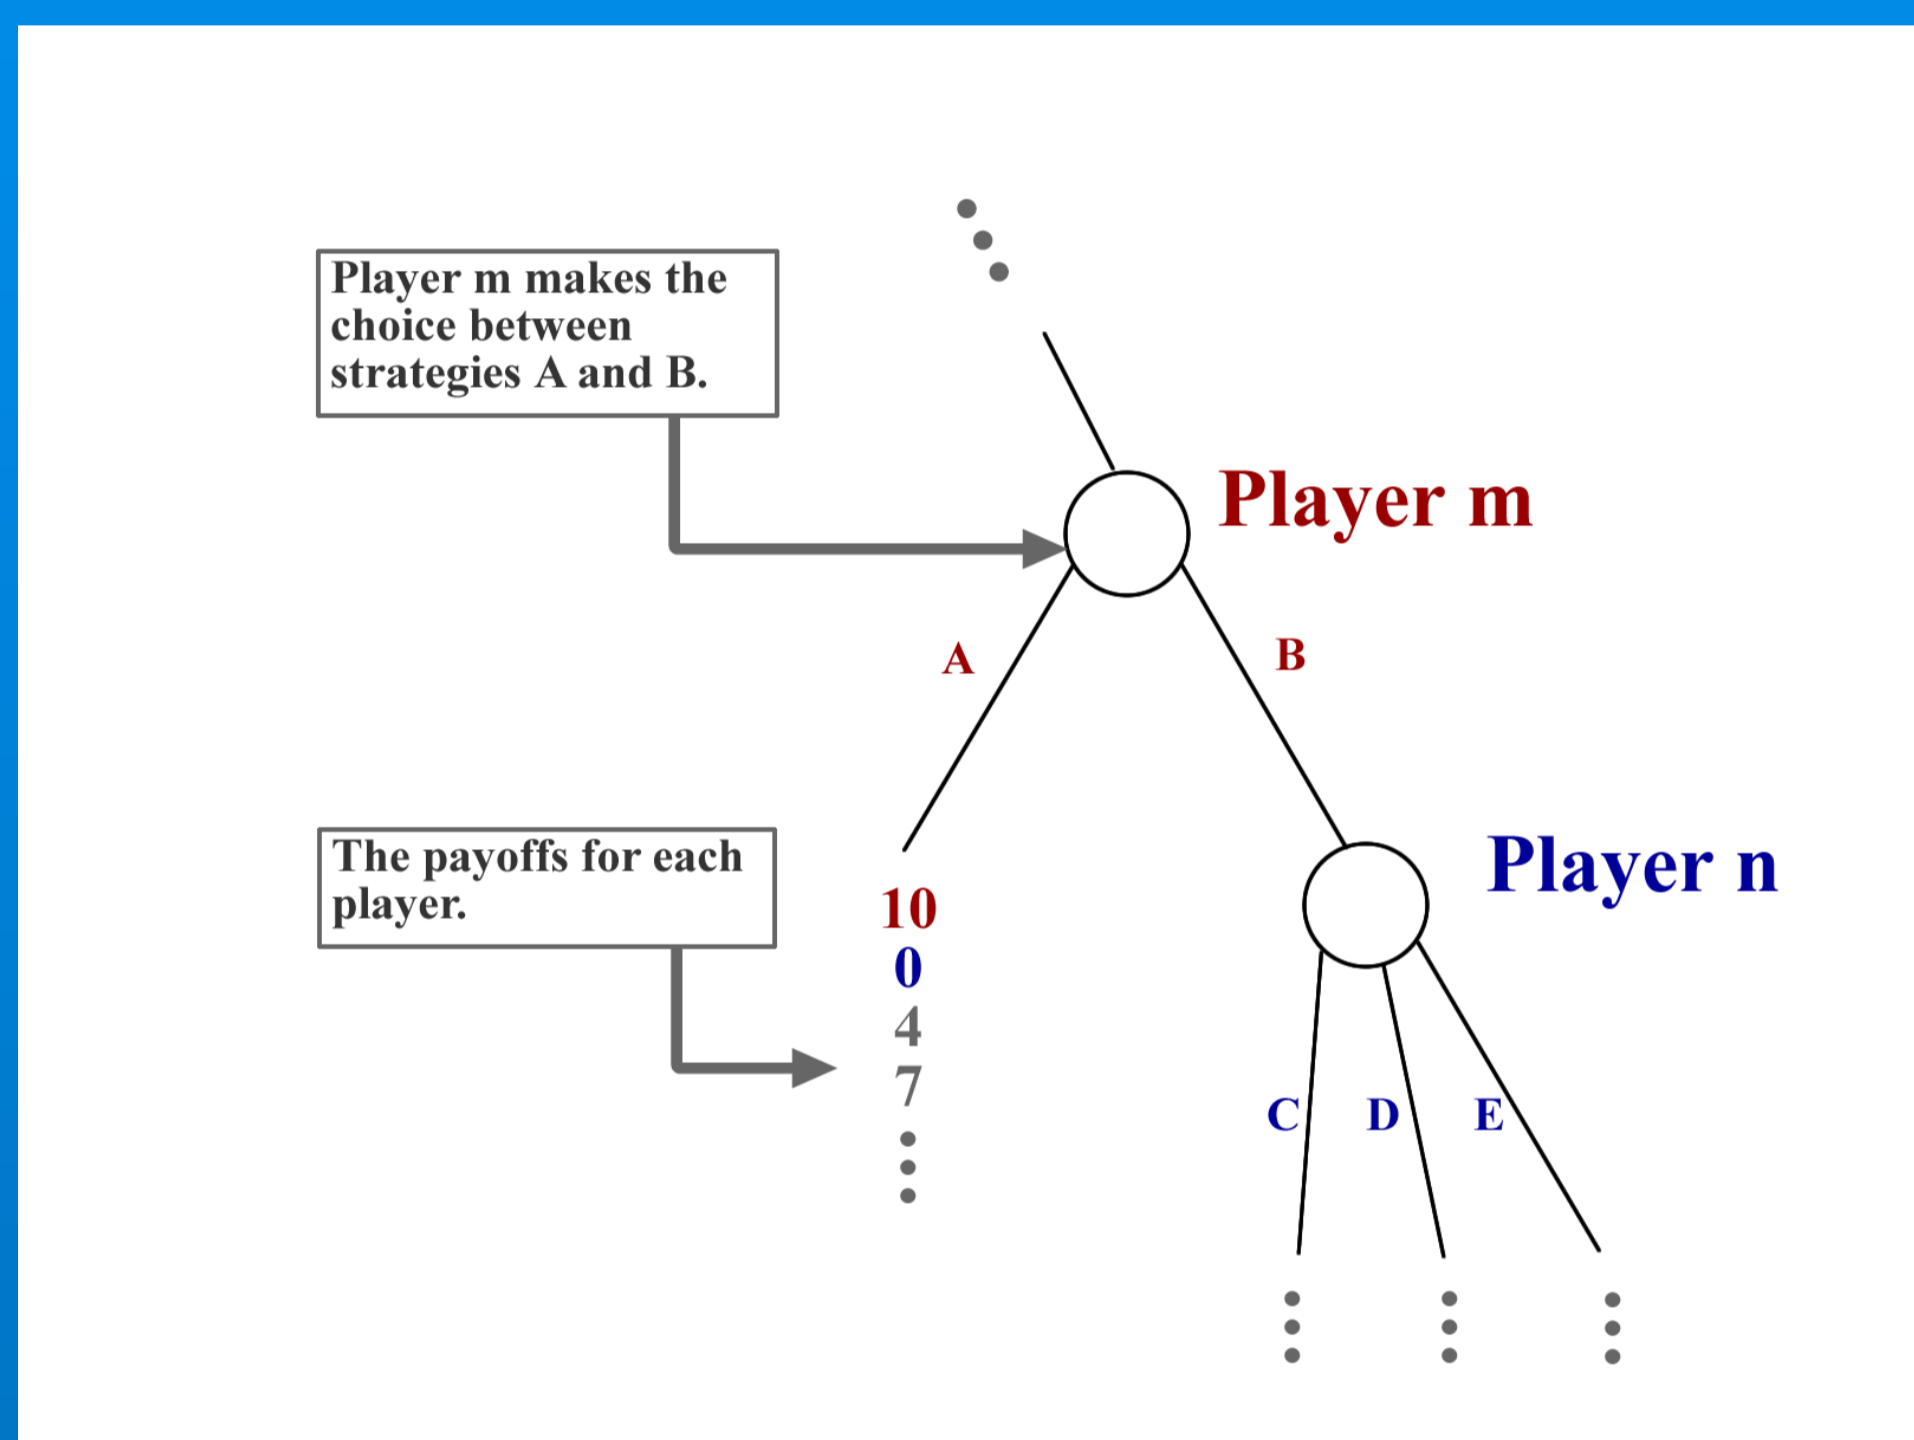 Player m makes the
choice between
strategies A and B.
Player m
A
B
The payoffs for each
player.
Player n
10
0
4
7
C
D
E